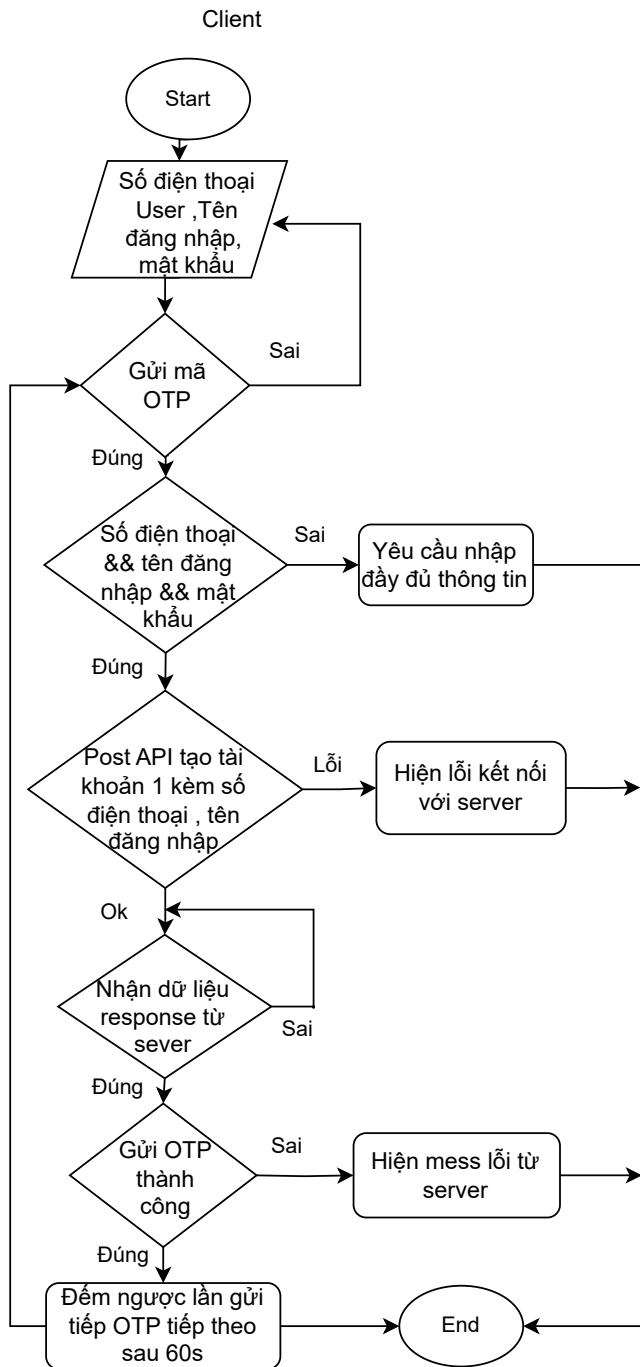 Client
Start
Số điện thoại
User ,Tên
đăng nhập,
mật khẩu
Sai
Gửi mã
OTP
Đúng
Số điện thoại
&& tên đăng
nhập && mật
khẩu
Sai
Yêu cầu nhập
đầy đủ thông tin
Đúng
Post API tạo tài
khoản 1 kèm số
điện thoại , tên
đăng nhập
Lỗi
Hiện lỗi kết nối
với server
Ok
Nhận dữ liệu
response từ
sever
Sai
Đúng
Gửi OTP
thành
công
Sai
Hiện mess lỗi từ
server
Đúng
Đếm ngược lần gửi
tiếp OTP tiếp theo
sau 60s
End